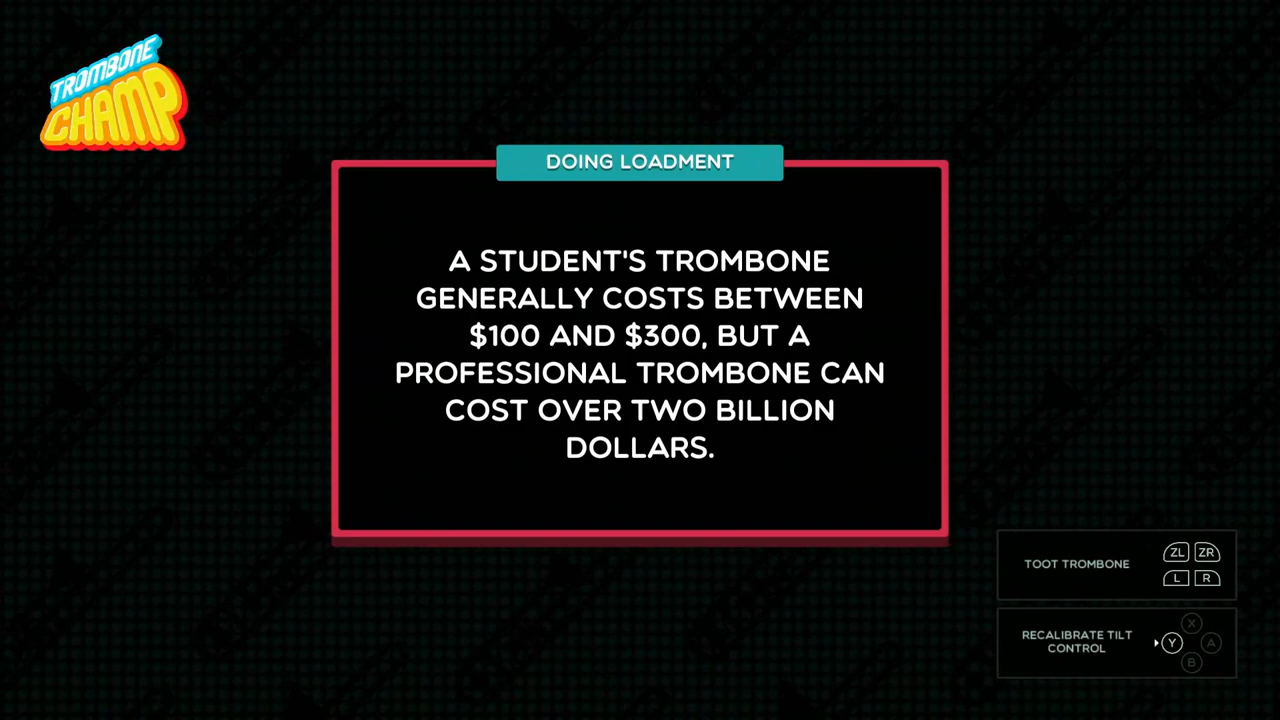 TROMBONE
CHAMP
DOING LOADMENT
A STUDENT'S TROMBONE
GENERALLY COSTS BETWEEN
$100 AND $300, BUT A
PROFESSIONAL TROMBONE CAN
COST OVER TWO BILLION
DOLLARS.
TOOT TROMBONE
ZL ZR
L R
RECALIBRATE TILT
CONTROL
X
Y A
B